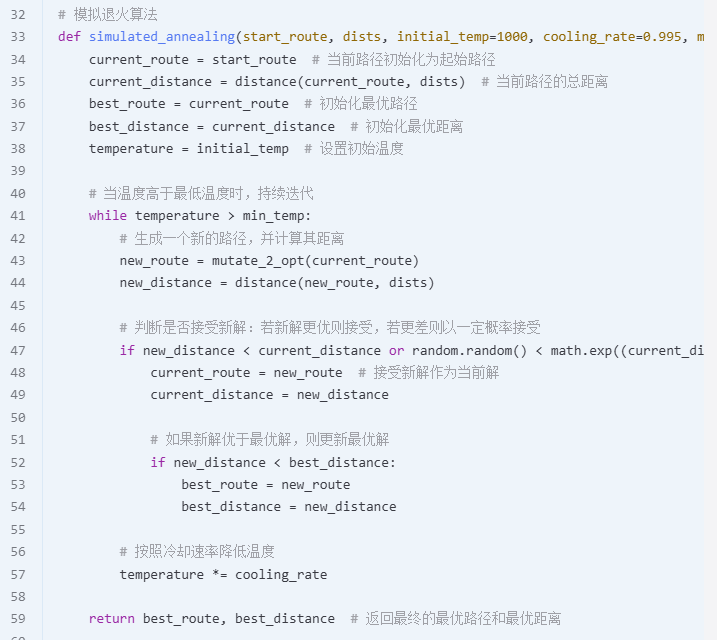 32 # 模拟退火算法
33 def simulated_annealing(start_route, dists, initial_temp=1000, cooling_rate=0.995, m
34 current_route = start_route # 当前路径初始化为起始路径
35 current_distance = distance(current_route, dists) # 当前路径的总距离
36 best_route = current_route # 初始化最优路径
37 best_distance = current_distance # 初始化最优距离
38 temperature = initial_temp # 设置初始温度
39
40 # 当温度高于最低温度时，持续迭代
41 while temperature > min_temp:
42 # 生成一个新的路径，并计算其距离
43 new_route = mutate_2_opt(current_route)
44 new_distance = distance(new_route, dists)
45
46 # 判断是否接受新解：若新解更优则接受，若更差则以一定概率接受
47 if new_distance < current_distance or random.random() < math.exp((current_di
48 current_route = new_route # 接受新解作为当前解
49 current_distance = new_distance
50
51 # 如果新解优于最优解，则更新最优解
52 if new_distance < best_distance:
53 best_route = new_route
54 best_distance = new_distance
55
56 # 按照冷却速率降低温度
57 temperature *= cooling_rate
58
59 return best_route, best_distance # 返回最终的最优路径和最优距离